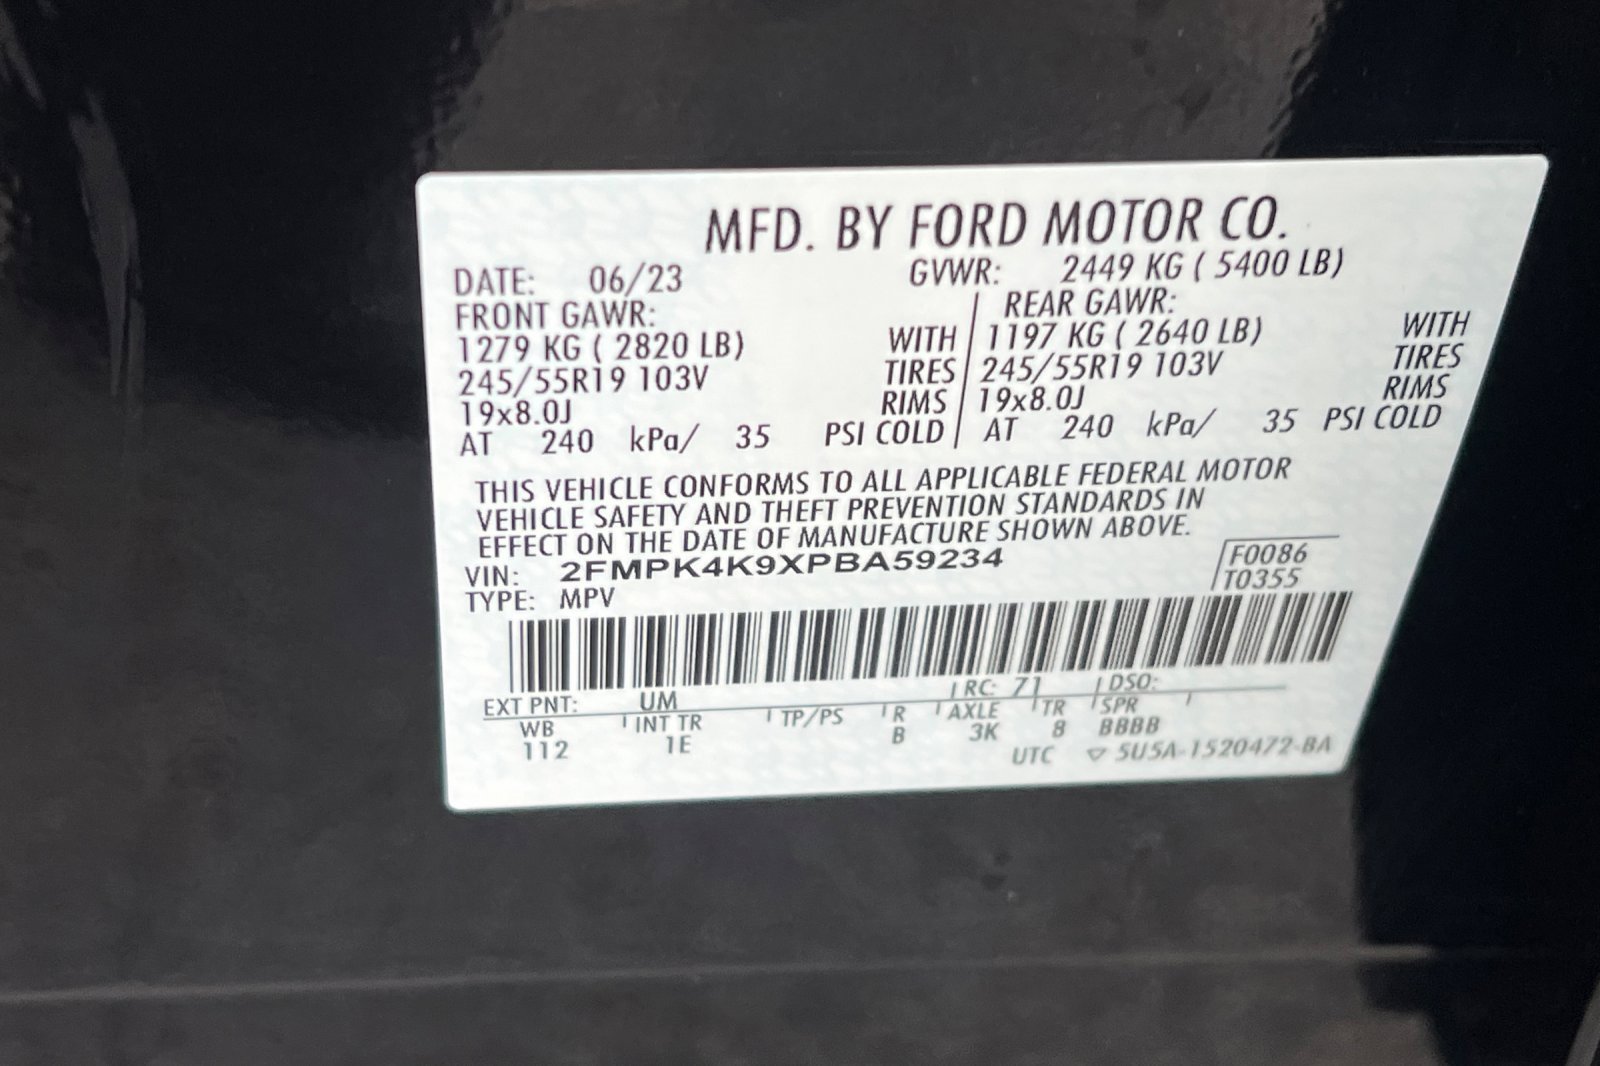 MFD. BY FORD MOTOR CO.
DATE: 06/23 GVWR: 2449 KG ( 5400 LB)
FRONT GAWR: REAR GAWR:
1279 KG ( 2820 LB) WITH 1197 KG ( 2640 LB) WITH
245/55R19 103V TIRES 245/55R19 103V TIRES
19x8.0J RIMS 19x8.0J RIMS
AT 240 kPa/ 35 PSI COLD AT 240 kPa/ 35 PSI COLD
THIS VEHICLE CONFORMS TO ALL APPLICABLE FEDERAL MOTOR
VEHICLE SAFETY AND THEFT PREVENTION STANDARDS IN
EFFECT ON THE DATE OF MANUFACTURE SHOWN ABOVE.
VIN: 2FMPK4K9XPBA59234 F0086
TYPE: MPV T0355
EXT PNT: UM RC: 71 DSO:
WB INT TR TP/PS R AXLE TR SPR
112 1E B 3K 8 BBBB
UTC ▽ 5U5A-1520472-BA